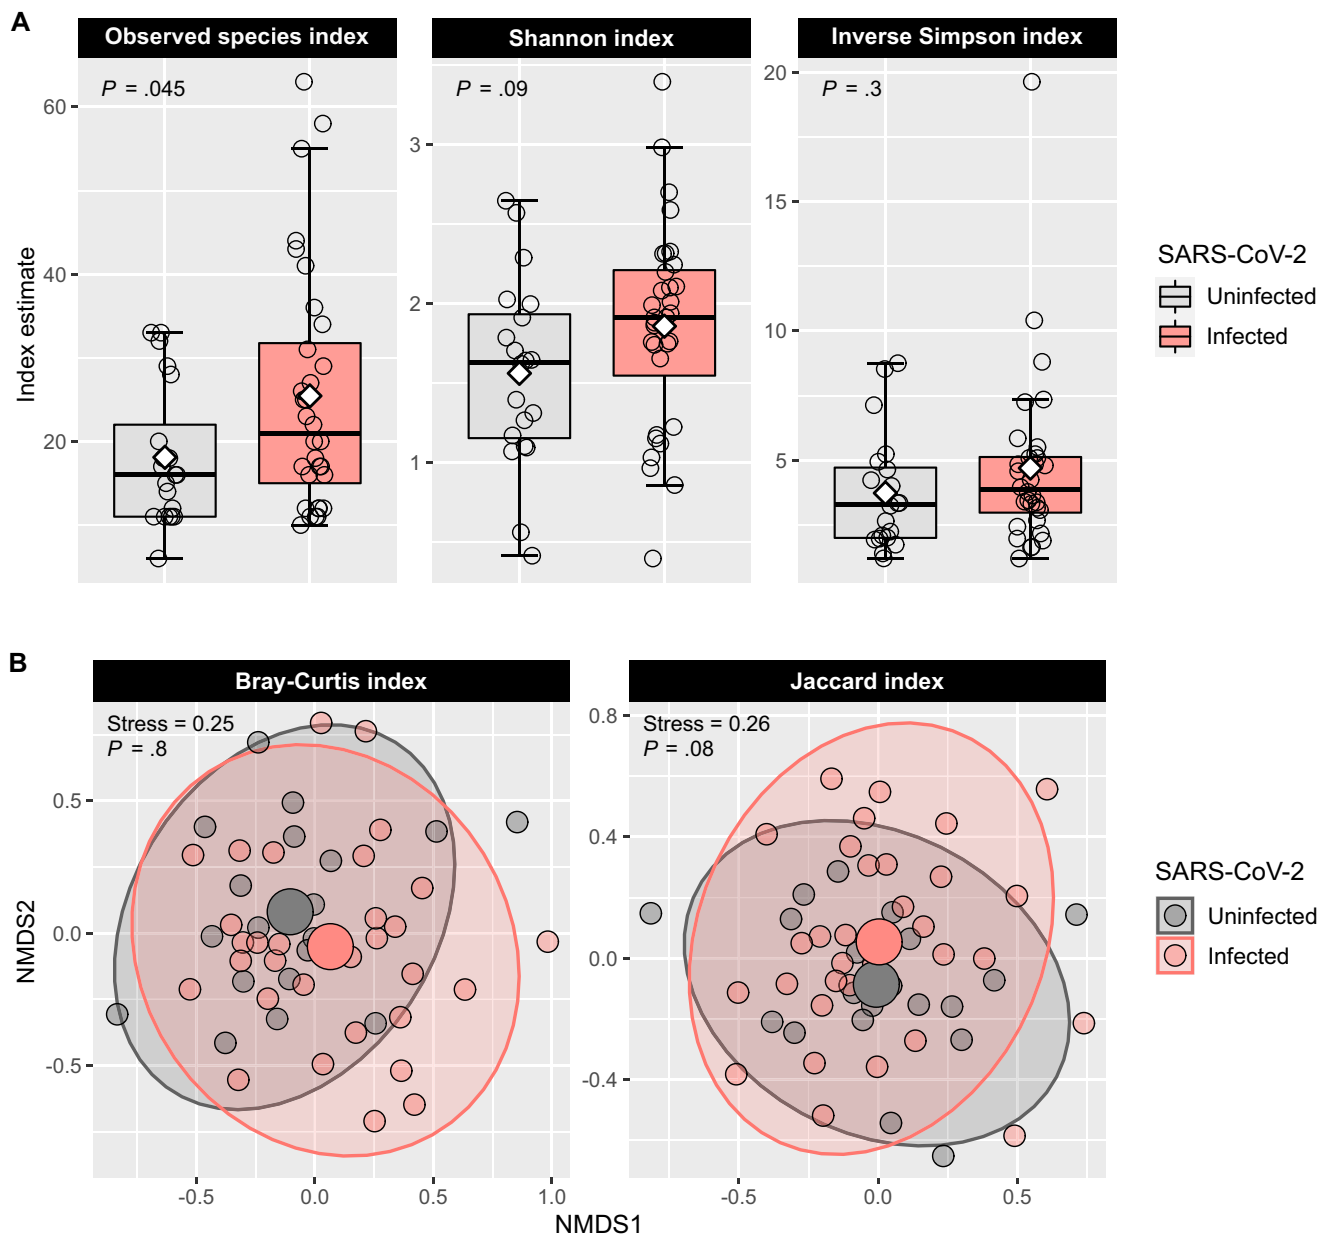 A
Observed species index
Shannon index
Inverse Simpson index
P = .045
P = .09
P = .3
Index estimate
60
40
20
3
2
1
20
15
10
5
SARS-CoV-2
Uninfected
Infected
B
Bray-Curtis index
Jaccard index
Stress = 0.25
P = .8
Stress = 0.26
P = .08
NMDS2
0.5
0.0
-0.5
0.8
0.4
0.0
-0.4
-0.5
0.0
0.5
1.0
-0.5
0.0
0.5
NMDS1
SARS-CoV-2
Uninfected
Infected